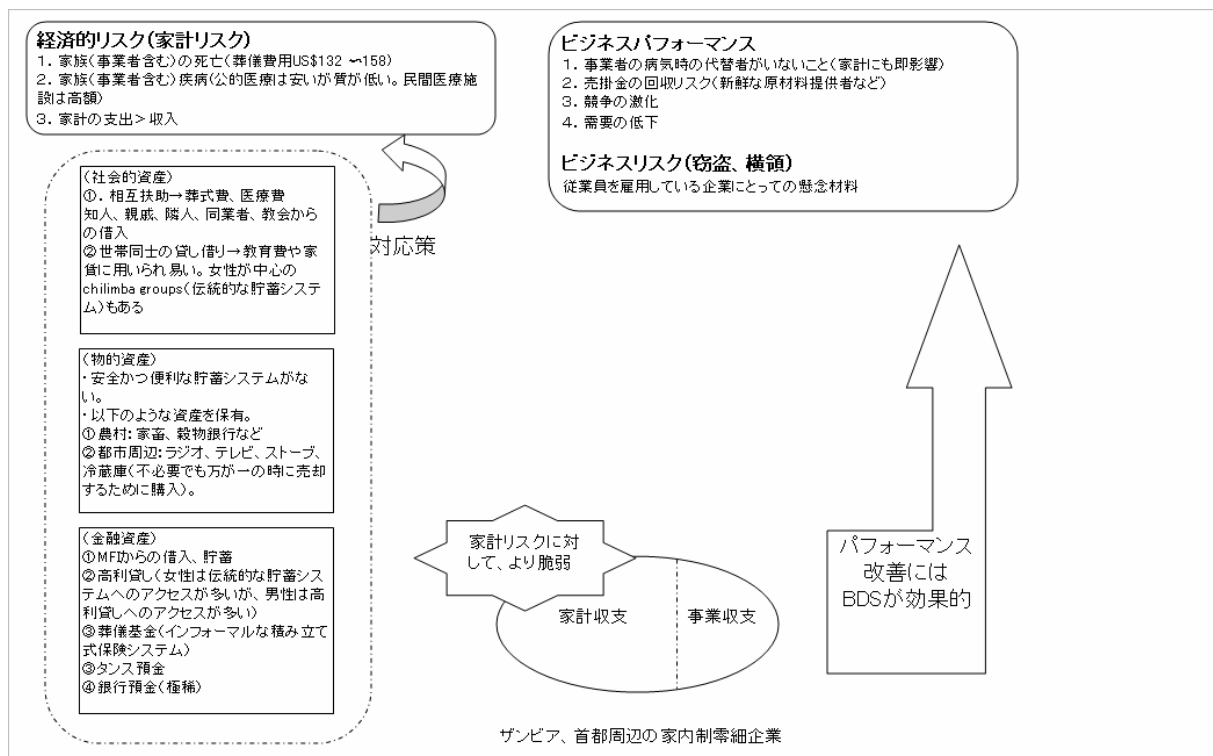 経済的リスク(家計リスク)
1. 家族(事業者含む)の死亡(葬儀費用US$132 ~158)
2. 家族(事業者含む)疾病(公的医療は安いが質が低い。民間医療施
設は高額)
3. 家計の支出>収入
ビジネスパフォーマンス
1. 事業者の病気時の代替者がいないこと(家計にも即影響)
2. 売掛金の回収リスク(新鮮な原材料提供者など)
3. 競争の激化
4. 需要の低下
ビジネスリスク(窃盗、横領)
従業員を雇用している企業にとっての懸念材料
(社会的資産)
①. 相互扶助→葬式費、医療費
知人、親戚、隣人、同業者、教会から
の借入
②世帯同士の貸し借り→教育費や家
賃に用いられ易い。女性が中心の
chilimba groups(伝統的な貯蓄システ
ム)もある
対応策
(物的資産)
・安全かつ便利な貯蓄システムがな
い。
・以下のような資産を保有。
①農村: 家畜、穀物銀行など
②都市周辺: ラジオ、テレビ、ストーブ、
冷蔵庫(不必要でも万が一の時に売却
するために購入)。
(金融資産)
①MFIからの借入、貯蓄
②高利貸し(女性は伝統的な貯蓄シス
テムへのアクセスが多いが、男性は高
利貸しへのアクセスが多い)
③葬儀基金(インフォーマルな積み立て
式保険システム)
③タンス預金
④銀行預金(極稀)
家計リスクに対
して、より脆弱
家計収支
事業収支
パフォーマンス
改善には
BDSが効果的
ザンビア、首都周辺の家内制零細企業